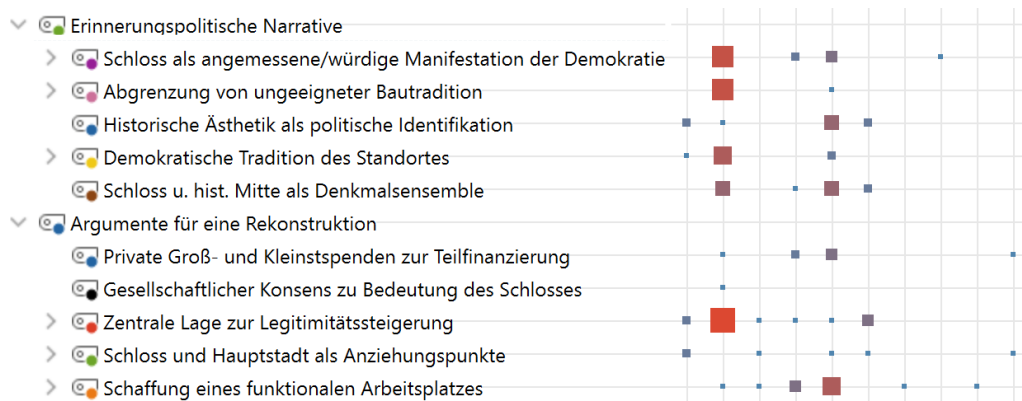 Erinnerungspolitische Narrative
Schloss als angemessene/würdige Manifestation der Demokratie
Abgrenzung von ungeeigneter Bautradition
Historische Ästhetik als politische Identifikation
Demokratische Tradition des Standortes
Schloss u. hist. Mitte als Denkmalsensemble
Argumente für eine Rekonstruktion
Private Groß- und Kleinstspenden zur Teilfinanzierung
Gesellschaftlicher Konsens zu Bedeutung des Schlosses
Zentrale Lage zur Legitimitätssteigerung
Schloss und Hauptstadt als Anziehungspunkte
Schaffung eines funktionalen Arbeitsplatzes